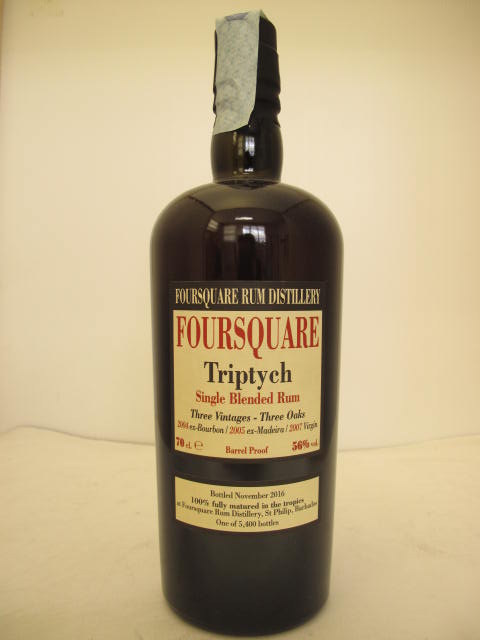 FOURSQUARE RUM DISTILLERY
FOURSQUARE
Triptych
Single Blended Rum
Three Vintages - Three Oaks
2004 ex-Bourbon / 2005 ex-Madeira / 2007 Virgin
70 cl. ℮ 56% vol.
Barrel Proof
Bottled November 2016
100% fully matured in the tropics
at Foursquare Rum Distillery, St Philip, Barbados
One of 5,400 bottles